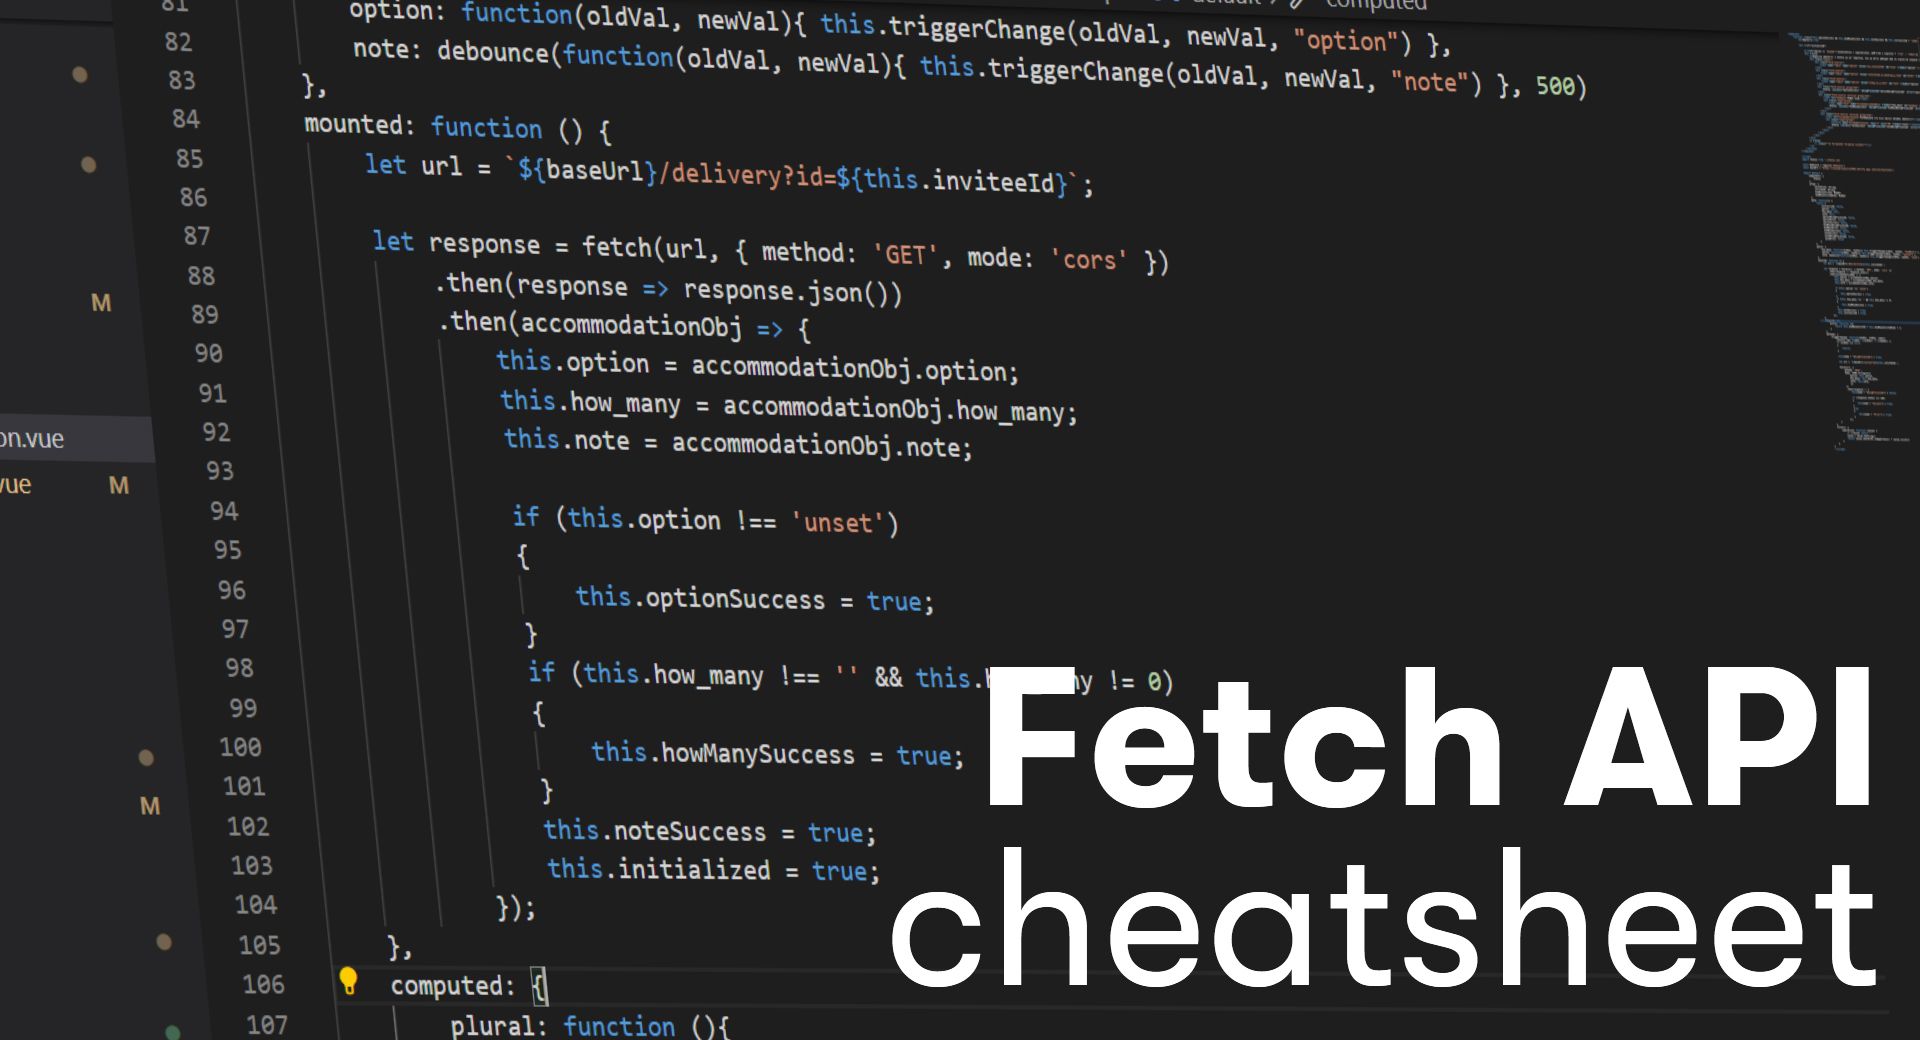 computed
81 option: function(oldVal, newVal){ this.triggerChange(oldVal, newVal, "option") },
82 note: debounce(function(oldVal, newVal){ this.triggerChange(oldVal, newVal, "note") }, 500)
83 },
84 mounted: function () {
85 let url = `${baseUrl}/delivery?id=${this.inviteeId}`;
86
87 let response = fetch(url, { method: 'GET', mode: 'cors' })
88 .then(response => response.json())
89 .then(accommodationObj => {
M
90 this.option = accommodationObj.option;
91 this.how_many = accommodationObj.how_many;
92 this.note = accommodationObj.note;
on.vue
93
vue M
94 if (this.option !== 'unset')
95 {
96 this.optionSuccess = true;
97 }
98 if (this.how_many !== '' && this.h ny != 0)
99 {
100 this.howManySuccess = true;
101 }
M
102 this.noteSuccess = true;
103 this.initialized = true;
104 });
105 },
106 computed: {
107 plural: function (){
Fetch API
cheatsheet